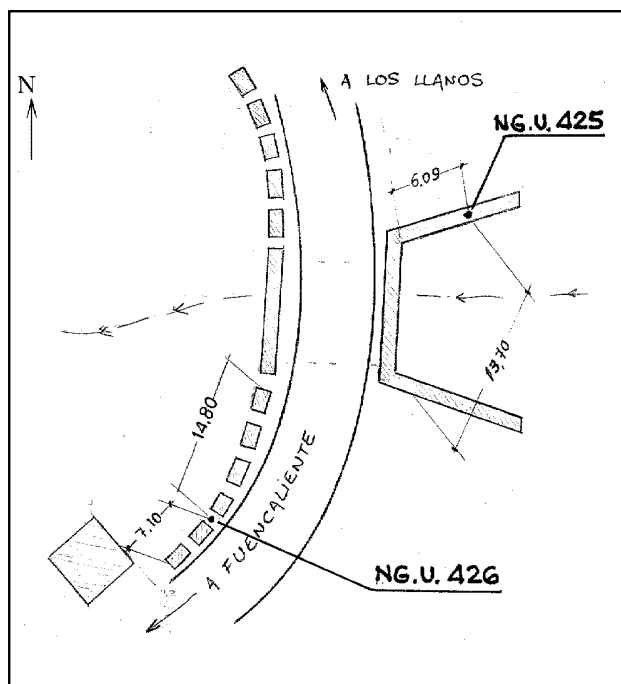 N
A LOS LLANOS
NG.U. 425
6,09
13,70
14.80
7.10
A FUENCALIENTE
NG.U. 426